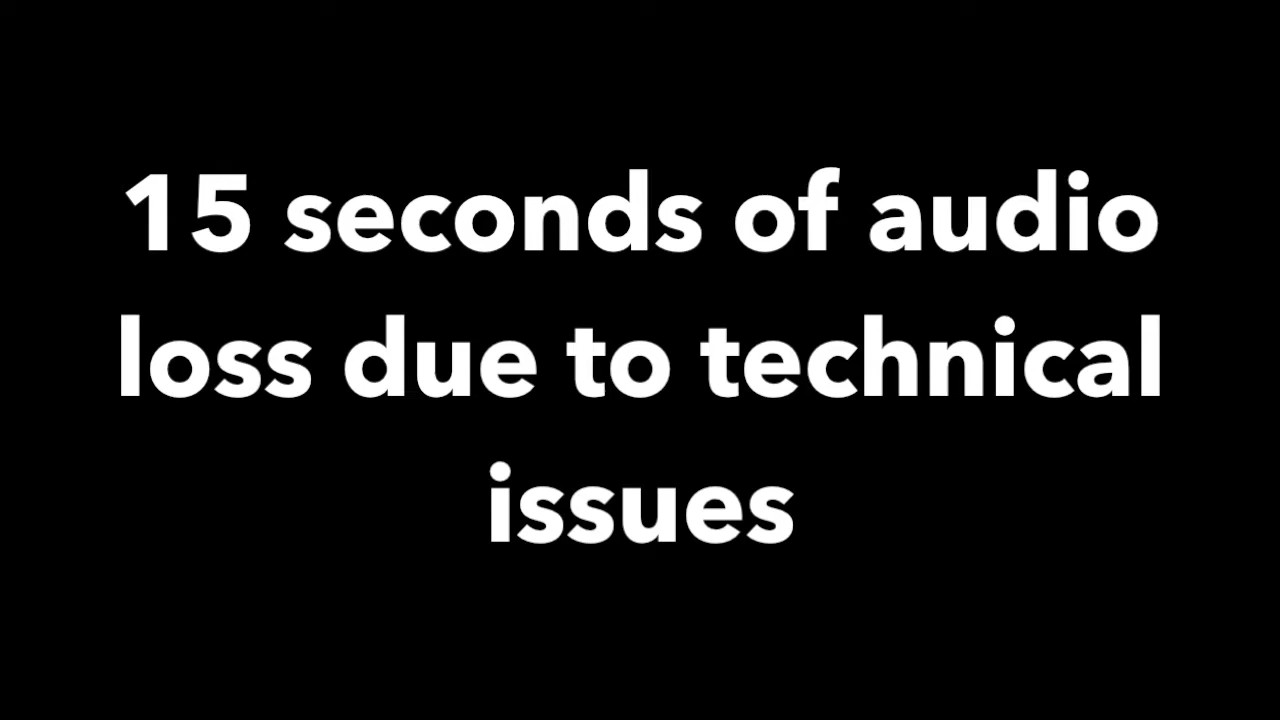 15 seconds of audio
loss due to technical
issues